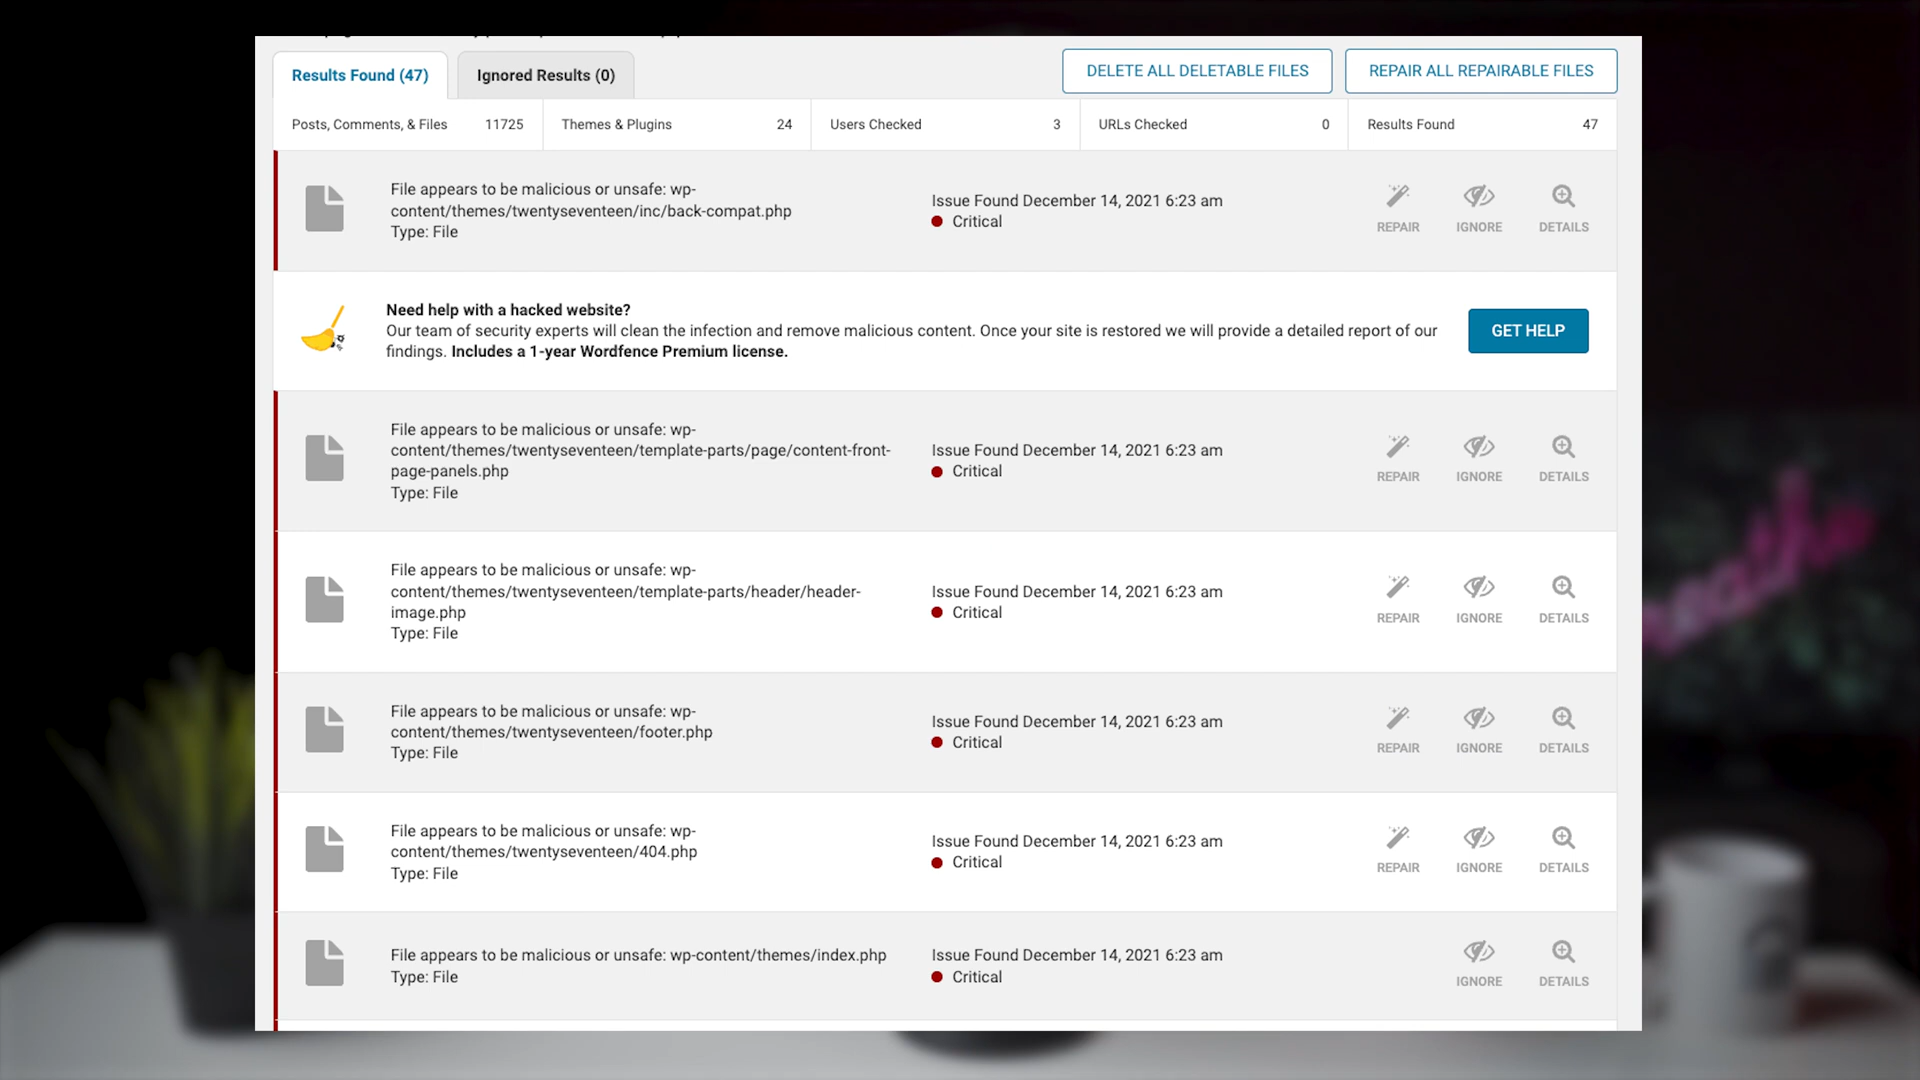 Results Found (47)
Ignored Results (0)
DELETE ALL DELETABLE FILES
REPAIR ALL REPAIRABLE FILES
Posts, Comments, & Files 11725
Themes & Plugins 24
Users Checked 3
URLs Checked 0
Results Found 47
File appears to be malicious or unsafe: wp-
content/themes/twentyseventeen/inc/back-compat.php
Type: File
Issue Found December 14, 2021 6:23 am
Critical
REPAIR
IGNORE
DETAILS
Need help with a hacked website?
Our team of security experts will clean the infection and remove malicious content. Once your site is restored we will provide a detailed report of our
findings. Includes a 1-year Wordfence Premium license.
GET HELP
File appears to be malicious or unsafe: wp-
content/themes/twentyseventeen/template-parts/page/content-front-
page-panels.php
Type: File
Issue Found December 14, 2021 6:23 am
Critical
REPAIR
IGNORE
DETAILS
File appears to be malicious or unsafe: wp-
content/themes/twentyseventeen/template-parts/header/header-
image.php
Type: File
Issue Found December 14, 2021 6:23 am
Critical
REPAIR
IGNORE
DETAILS
File appears to be malicious or unsafe: wp-
content/themes/twentyseventeen/footer.php
Type: File
Issue Found December 14, 2021 6:23 am
Critical
REPAIR
IGNORE
DETAILS
File appears to be malicious or unsafe: wp-
content/themes/twentyseventeen/404.php
Type: File
Issue Found December 14, 2021 6:23 am
Critical
REPAIR
IGNORE
DETAILS
File appears to be malicious or unsafe: wp-content/themes/index.php
Type: File
Issue Found December 14, 2021 6:23 am
Critical
IGNORE
DETAILS